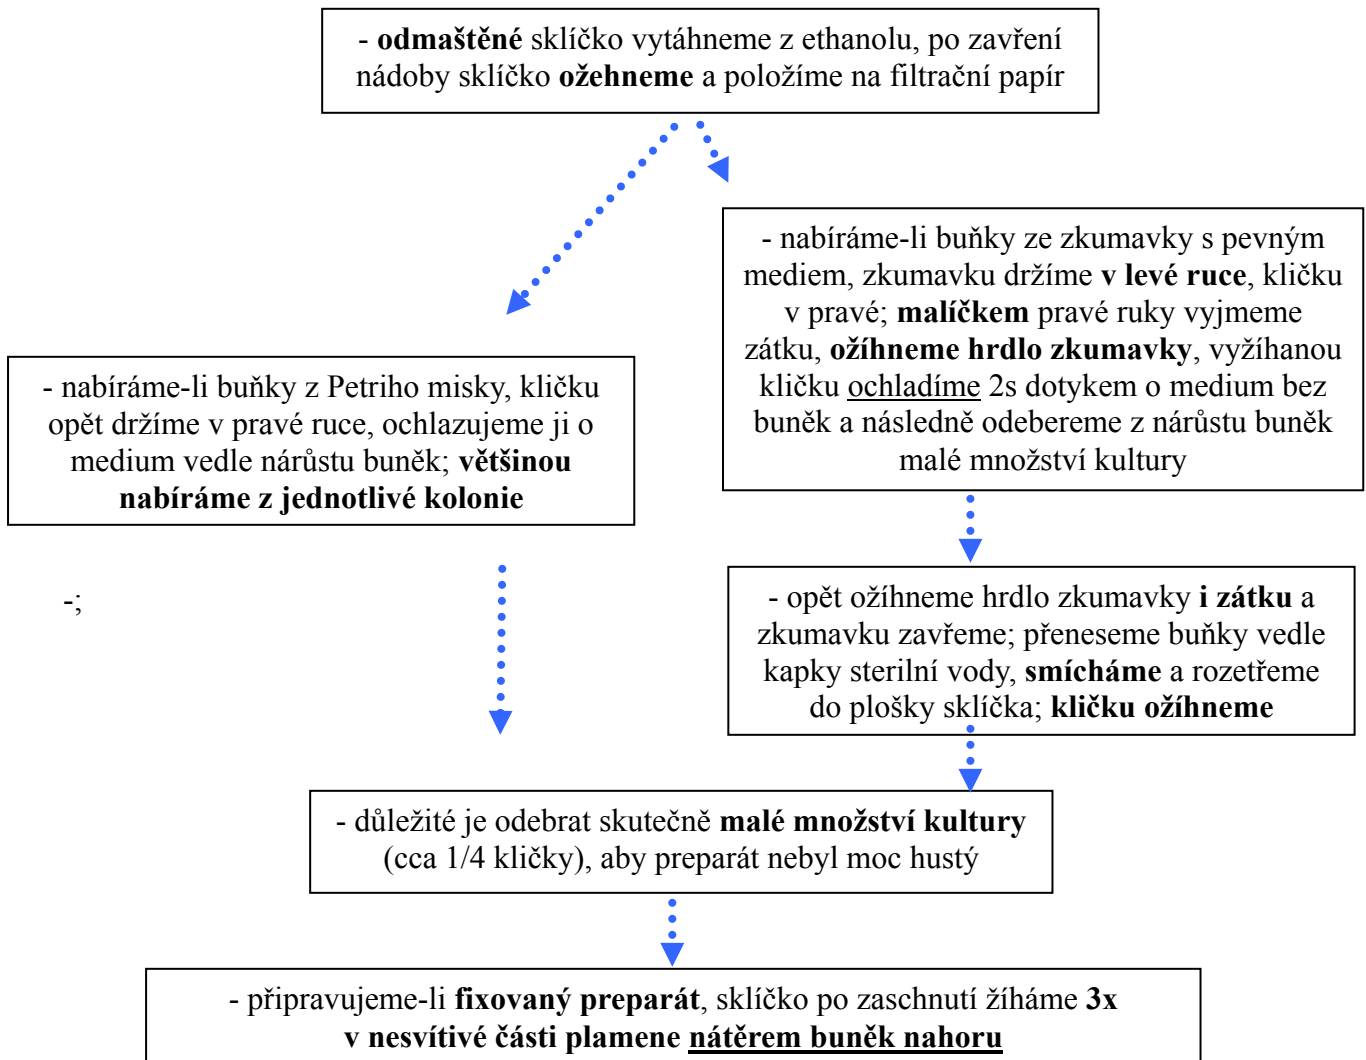 - odmaštěné sklíčko vytáhneme z ethanolu, po zavření
nádoby sklíčko ožehneme a položíme na filtrační papír
- nabíráme-li buňky ze zkumavky s pevným
mediem, zkumavku držíme v levé ruce, kličku
v pravé; malíčkem pravé ruky vyjmeme
zátku, ožíhneme hrdlo zkumavky, vyžíhanou
kličku ochladíme 2s dotykem o medium bez
buněk a následně odebereme z nárůstu buněk
malé množství kultury
- nabíráme-li buňky z Petriho misky, kličku
opět držíme v pravé ruce, ochlazujeme ji o
medium vedle nárůstu buněk; většinou
nabíráme z jednotlivé kolonie
-;
- opět ožíhneme hrdlo zkumavky i zátku a
zkumavku zavřeme; přeneseme buňky vedle
kapky sterilní vody, smícháme a rozetřeme
do plošky sklíčka; kličku ožíhneme
- důležité je odebrat skutečně malé množství kultury
(cca 1/4 kličky), aby preparát nebyl moc hustý
- připravujeme-li fixovaný preparát, sklíčko po zaschnutí žíháme 3x
v nesvítivé části plamene nátěrem buněk nahoru